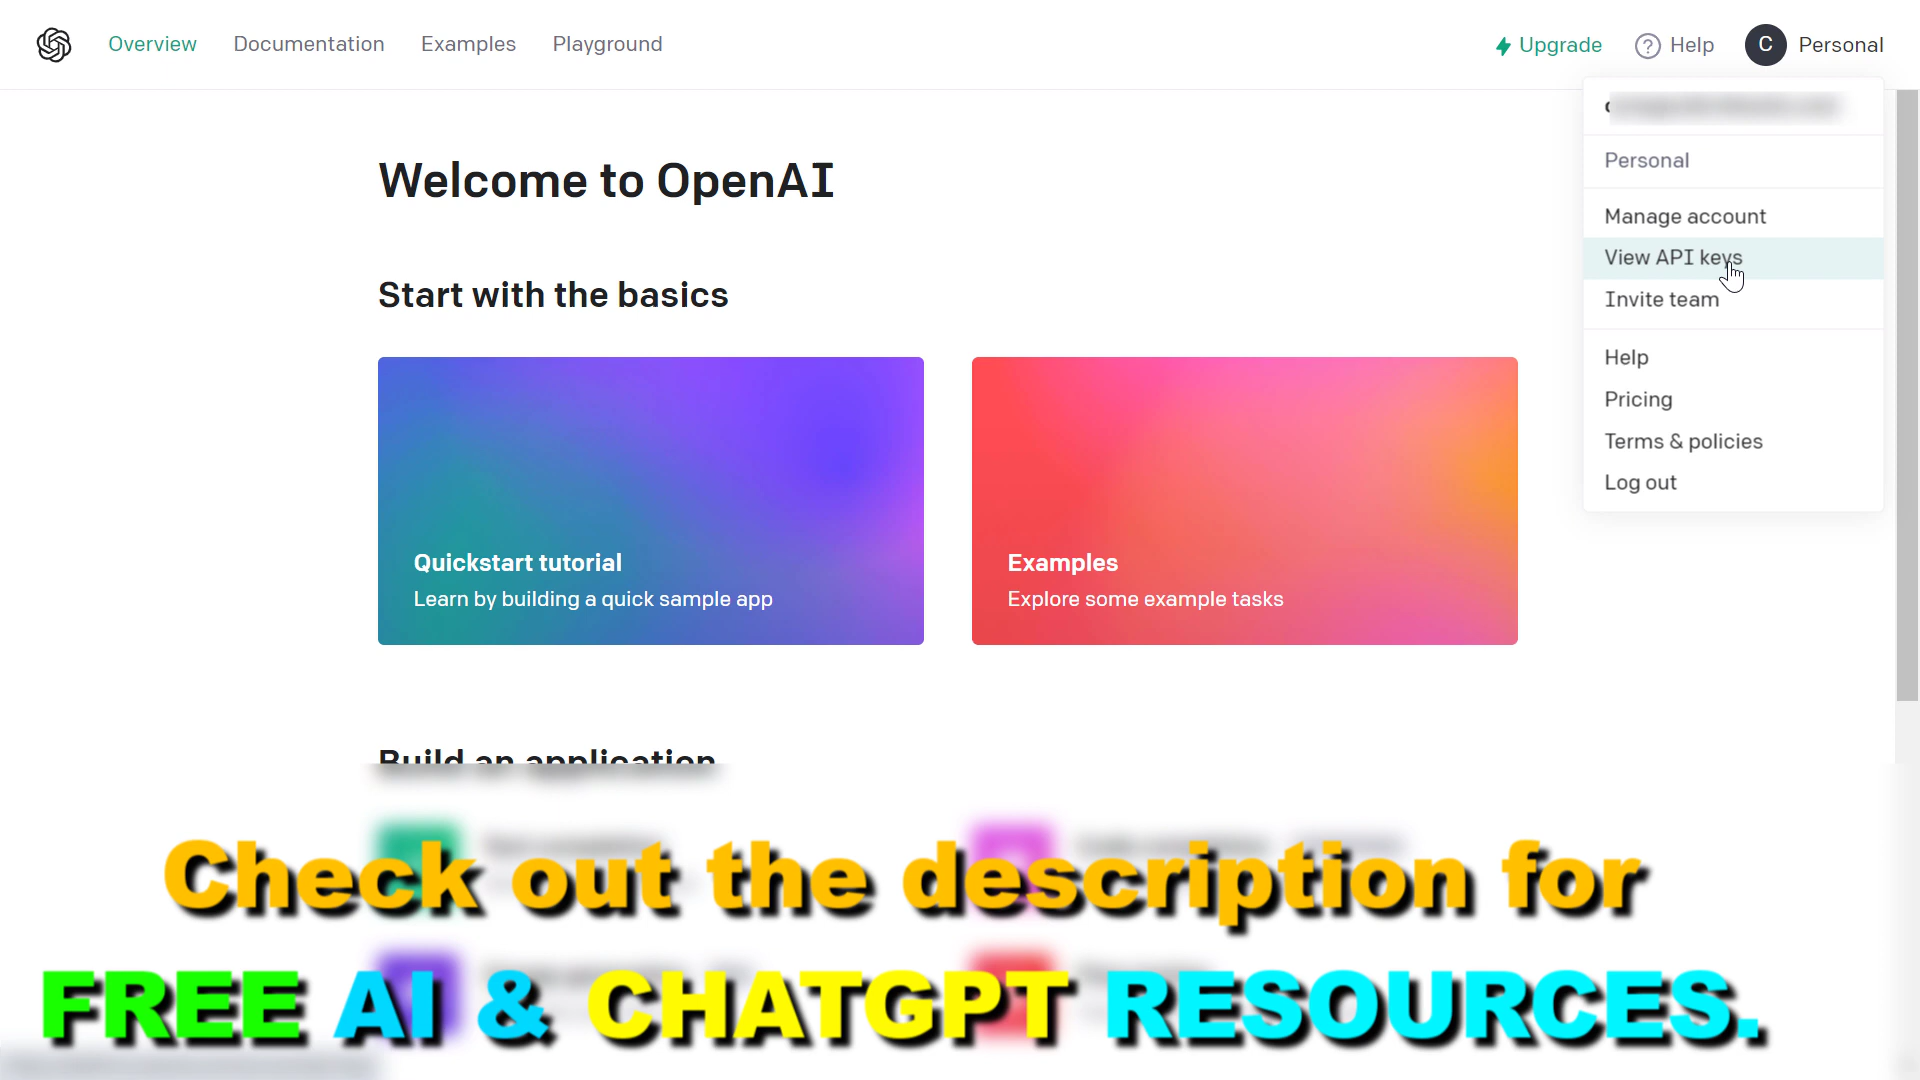 Overview Documentation Examples Playground Upgrade Help C Personal
Personal
Manage account
View API keys
Invite team
Help
Pricing
Terms & policies
Log out
Welcome to OpenAI
Start with the basics
Quickstart tutorial
Learn by building a quick sample app
Examples
Explore some example tasks
Build an application
Check out the description for
FREE AI & CHATGPT RESOURCES.